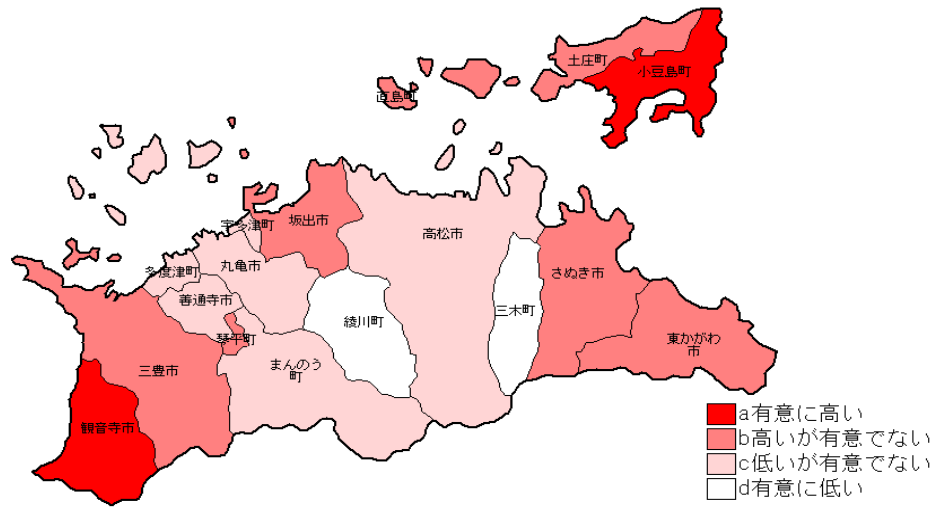 土庄町
小豆島町
直島町
宇多津町
坂出市
高松市
多度津町
丸亀市
さぬき市
善通寺市
三木町
綾川町
琴平町
東かがわ
市
まんのう
町
三豊市
観音寺市
a有意に高い
b高いが有意でない
c低いが有意でない
d有意に低い